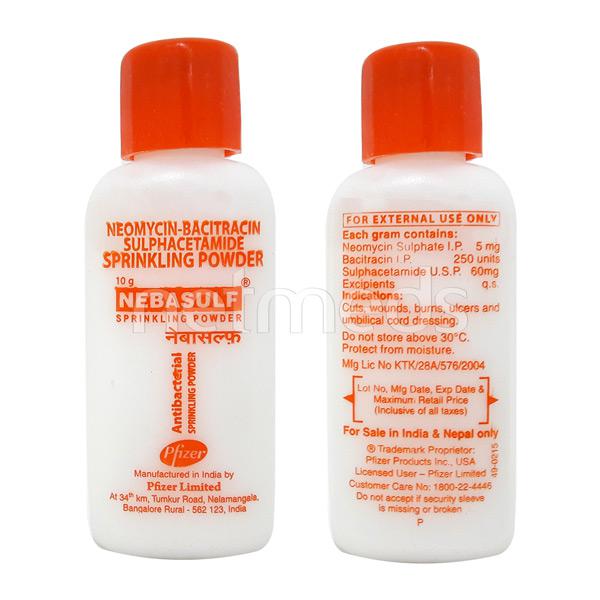 NEOMYCIN-BACITRACIN
SULPHACETAMIDE
SPRINKLING POWDER
10 g
NEBASULF®
SPRINKLING POWDER
नेबासल्फ़
Antibacterial
SPRINKLING POWDER
Pfizer
Manufactured in India by
Pfizer Limited
At 34th km, Tumkur Road, Nelamangala.
Bangalore Rural - 562 123, India
FOR EXTERNAL USE ONLY
Each gram contains:
Neomycin Sulphate I.P. 5 mg
Bacitracin I.P. 250 units
Sulphacetamide U.S.P. 60mg
Excipients q.s.
Indications:
Cuts, wounds, burns, ulcers and
umbilical cord dressing.
Do not store above 30°C.
Protect from moisture.
Mfg Lic No KTK/28A/576/2004
Lot No, Mfg Date, Exp Date &
Maximum Retail Price
(Inclusive of all taxes)
For Sale in India & Nepal only
® Trademark Proprietor:
Pfizer Products Inc., USA
Licensed User - Pfizer Limited
Customer Care No: 1800-22-4446
Do not accept if security sleeve
is missing or broken
P
49-0215
netmeds